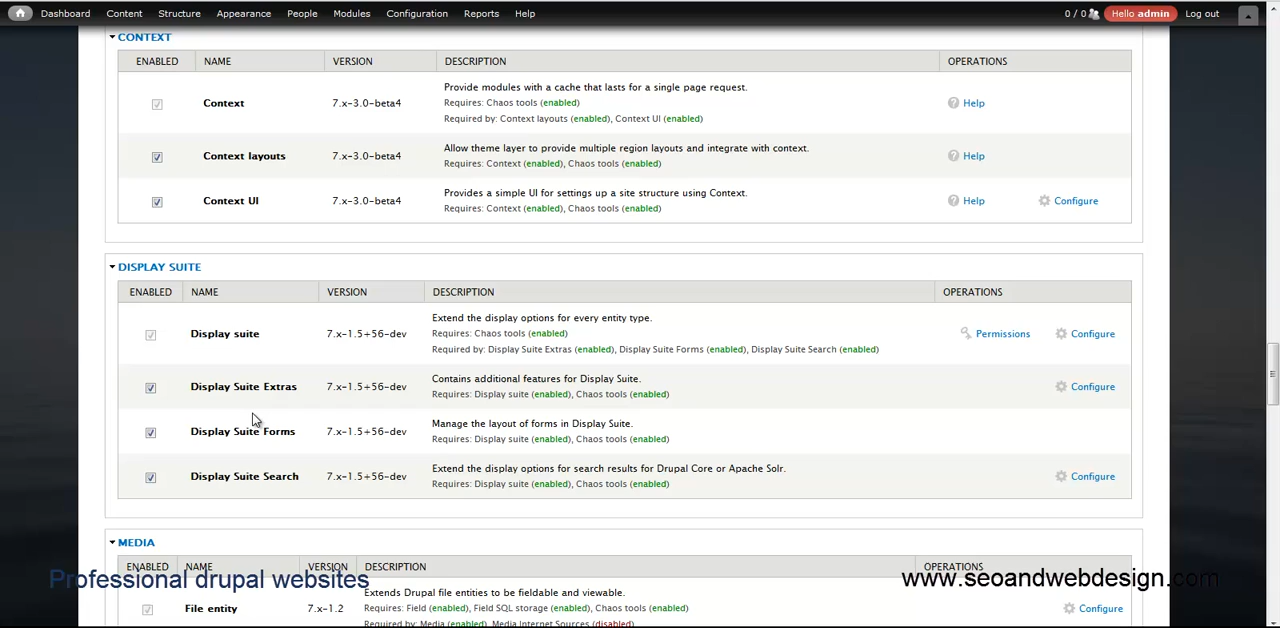 Dashboard Content Structure Appearance People Modules Configuration Reports Help 0 / 0 Hello admin Log out
CONTEXT
ENABLED NAME VERSION DESCRIPTION OPERATIONS
Provide modules with a cache that lasts for a single page request.
Context 7.x-3.0-beta4 Requires: Chaos tools (enabled) Help
Required by: Context layouts (enabled), Context UI (enabled)
Allow theme layer to provide multiple region layouts and integrate with context.
Context layouts 7.x-3.0-beta4 Help
Requires: Context (enabled), Chaos tools (enabled)
Provides a simple UI for settings up a site structure using Context.
Context UI 7.x-3.0-beta4 Help Configure
Requires: Context (enabled), Chaos tools (enabled)
DISPLAY SUITE
ENABLED NAME VERSION DESCRIPTION OPERATIONS
Extend the display options for every entity type.
Display suite 7.x-1.5+56-dev Requires: Chaos tools (enabled) Permissions Configure
Required by: Display Suite Extras (enabled), Display Suite Forms (enabled), Display Suite Search (enabled)
Contains additional features for Display Suite.
Display Suite Extras 7.x-1.5+56-dev Configure
Requires: Display suite (enabled), Chaos tools (enabled)
Manage the layout of forms in Display Suite.
Display Suite Forms 7.x-1.5+56-dev
Requires: Display suite (enabled), Chaos tools (enabled)
Extend the display options for search results for Drupal Core or Apache Solr.
Display Suite Search 7.x-1.5+56-dev Configure
Requires: Display suite (enabled), Chaos tools (enabled)
MEDIA
ENABLED NAME VERSION DESCRIPTION OPERATIONS
Professional drupal websites www.seoandwebdesign.com
Extends Drupal file entities to be fieldable and viewable.
File entity 7.x-1.2 Requires: Field (enabled), Field SQL storage (enabled), Chaos tools (enabled) Configure
Required by: Media (enabled), Media Internet Sources (disabled)